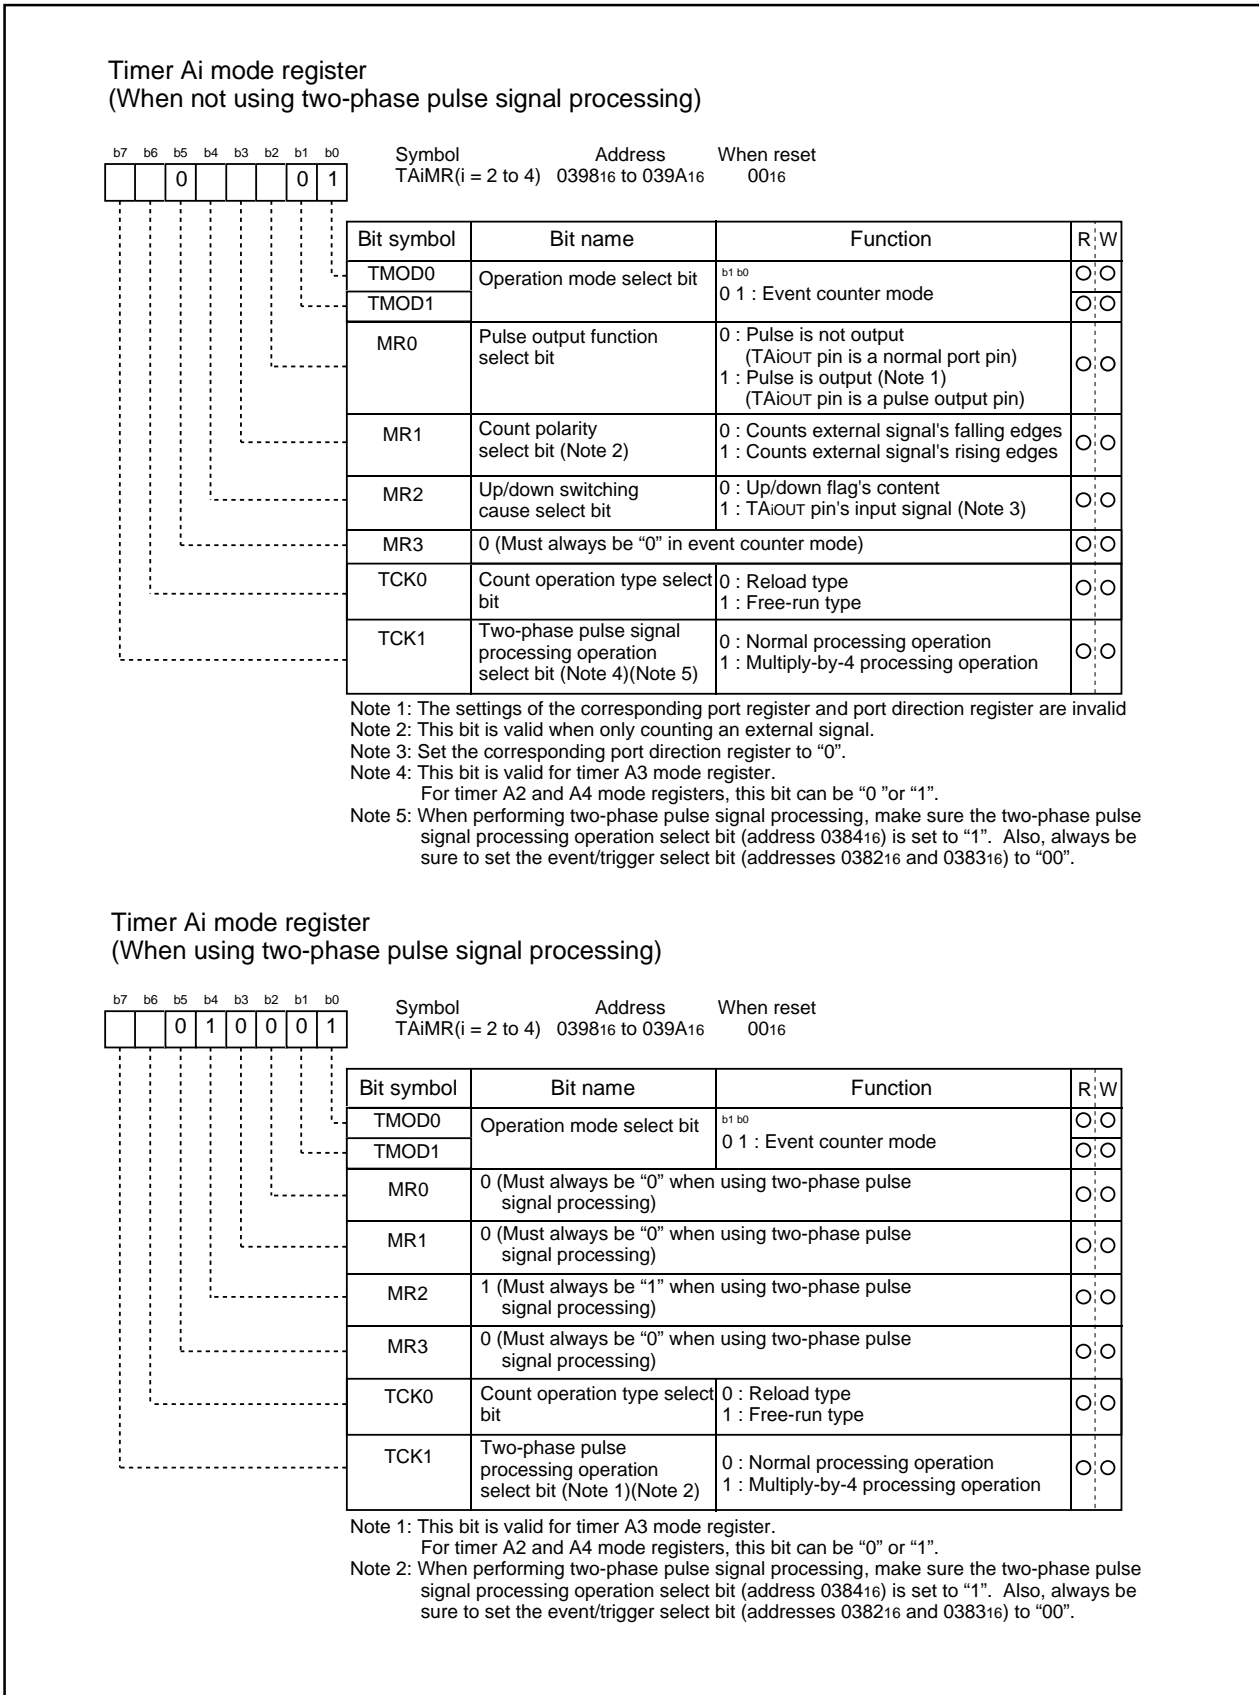 Timer Ai mode register
(When not using two-phase pulse signal processing)
b7 b6 b5 b4 b3 b2 b1 b0
0 0 1
Symbol Address When reset
TAiMR(i = 2 to 4) 039816 to 039A16 0016
Bit symbol Bit name Function R W
TMOD0 Operation mode select bit b1 b0
0 1 : Event counter mode
TMOD1
MR0 Pulse output function select bit 0 : Pulse is not output
(TAiOUT pin is a normal port pin)
1 : Pulse is output (Note 1)
(TAiOUT pin is a pulse output pin)
MR1 Count polarity select bit (Note 2) 0 : Counts external signal's falling edges
1 : Counts external signal's rising edges
MR2 Up/down switching cause select bit 0 : Up/down flag's content
1 : TAiOUT pin's input signal (Note 3)
MR3 0 (Must always be “0” in event counter mode)
TCK0 Count operation type select bit 0 : Reload type
1 : Free-run type
TCK1 Two-phase pulse signal processing operation select bit (Note 4)(Note 5) 0 : Normal processing operation
1 : Multiply-by-4 processing operation
Note 1: The settings of the corresponding port register and port direction register are invalid
Note 2: This bit is valid when only counting an external signal.
Note 3: Set the corresponding port direction register to “0”.
Note 4: This bit is valid for timer A3 mode register.
For timer A2 and A4 mode registers, this bit can be “0 ”or “1”.
Note 5: When performing two-phase pulse signal processing, make sure the two-phase pulse
signal processing operation select bit (address 038416) is set to “1”. Also, always be
sure to set the event/trigger select bit (addresses 038216 and 038316) to “00”.
Timer Ai mode register
(When using two-phase pulse signal processing)
b7 b6 b5 b4 b3 b2 b1 b0
0 1 0 0 0 1
Symbol Address When reset
TAiMR(i = 2 to 4) 039816 to 039A16 0016
Bit symbol Bit name Function R W
TMOD0 Operation mode select bit b1 b0
0 1 : Event counter mode
TMOD1
MR0 0 (Must always be “0” when using two-phase pulse
signal processing)
MR1 0 (Must always be “0” when using two-phase pulse
signal processing)
MR2 1 (Must always be “1” when using two-phase pulse
signal processing)
MR3 0 (Must always be “0” when using two-phase pulse
signal processing)
TCK0 Count operation type select bit 0 : Reload type
1 : Free-run type
TCK1 Two-phase pulse processing operation select bit (Note 1)(Note 2) 0 : Normal processing operation
1 : Multiply-by-4 processing operation
Note 1: This bit is valid for timer A3 mode register.
For timer A2 and A4 mode registers, this bit can be “0” or “1”.
Note 2: When performing two-phase pulse signal processing, make sure the two-phase pulse
signal processing operation select bit (address 038416) is set to “1”. Also, always be
sure to set the event/trigger select bit (addresses 038216 and 038316) to “00”.